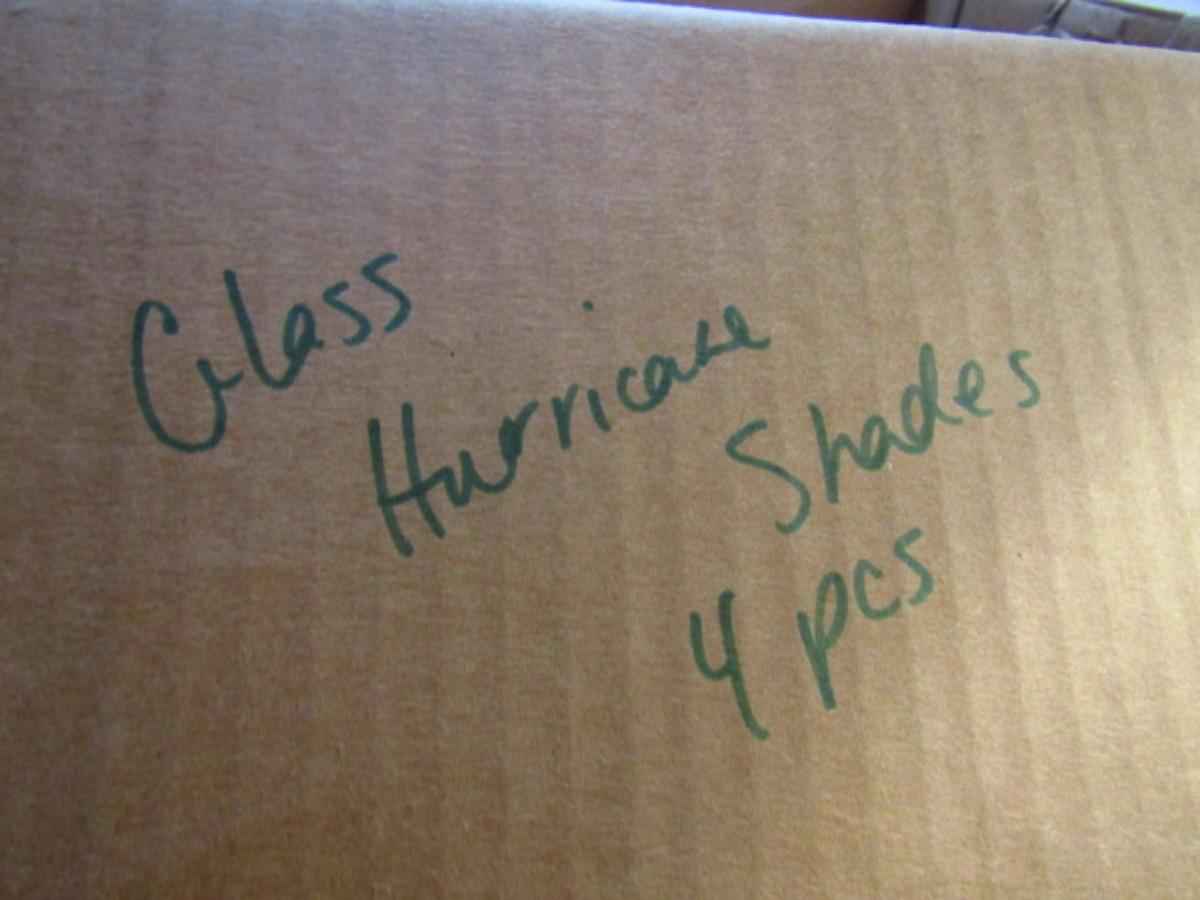 Glass
Hurricane
Shades
4 pcs